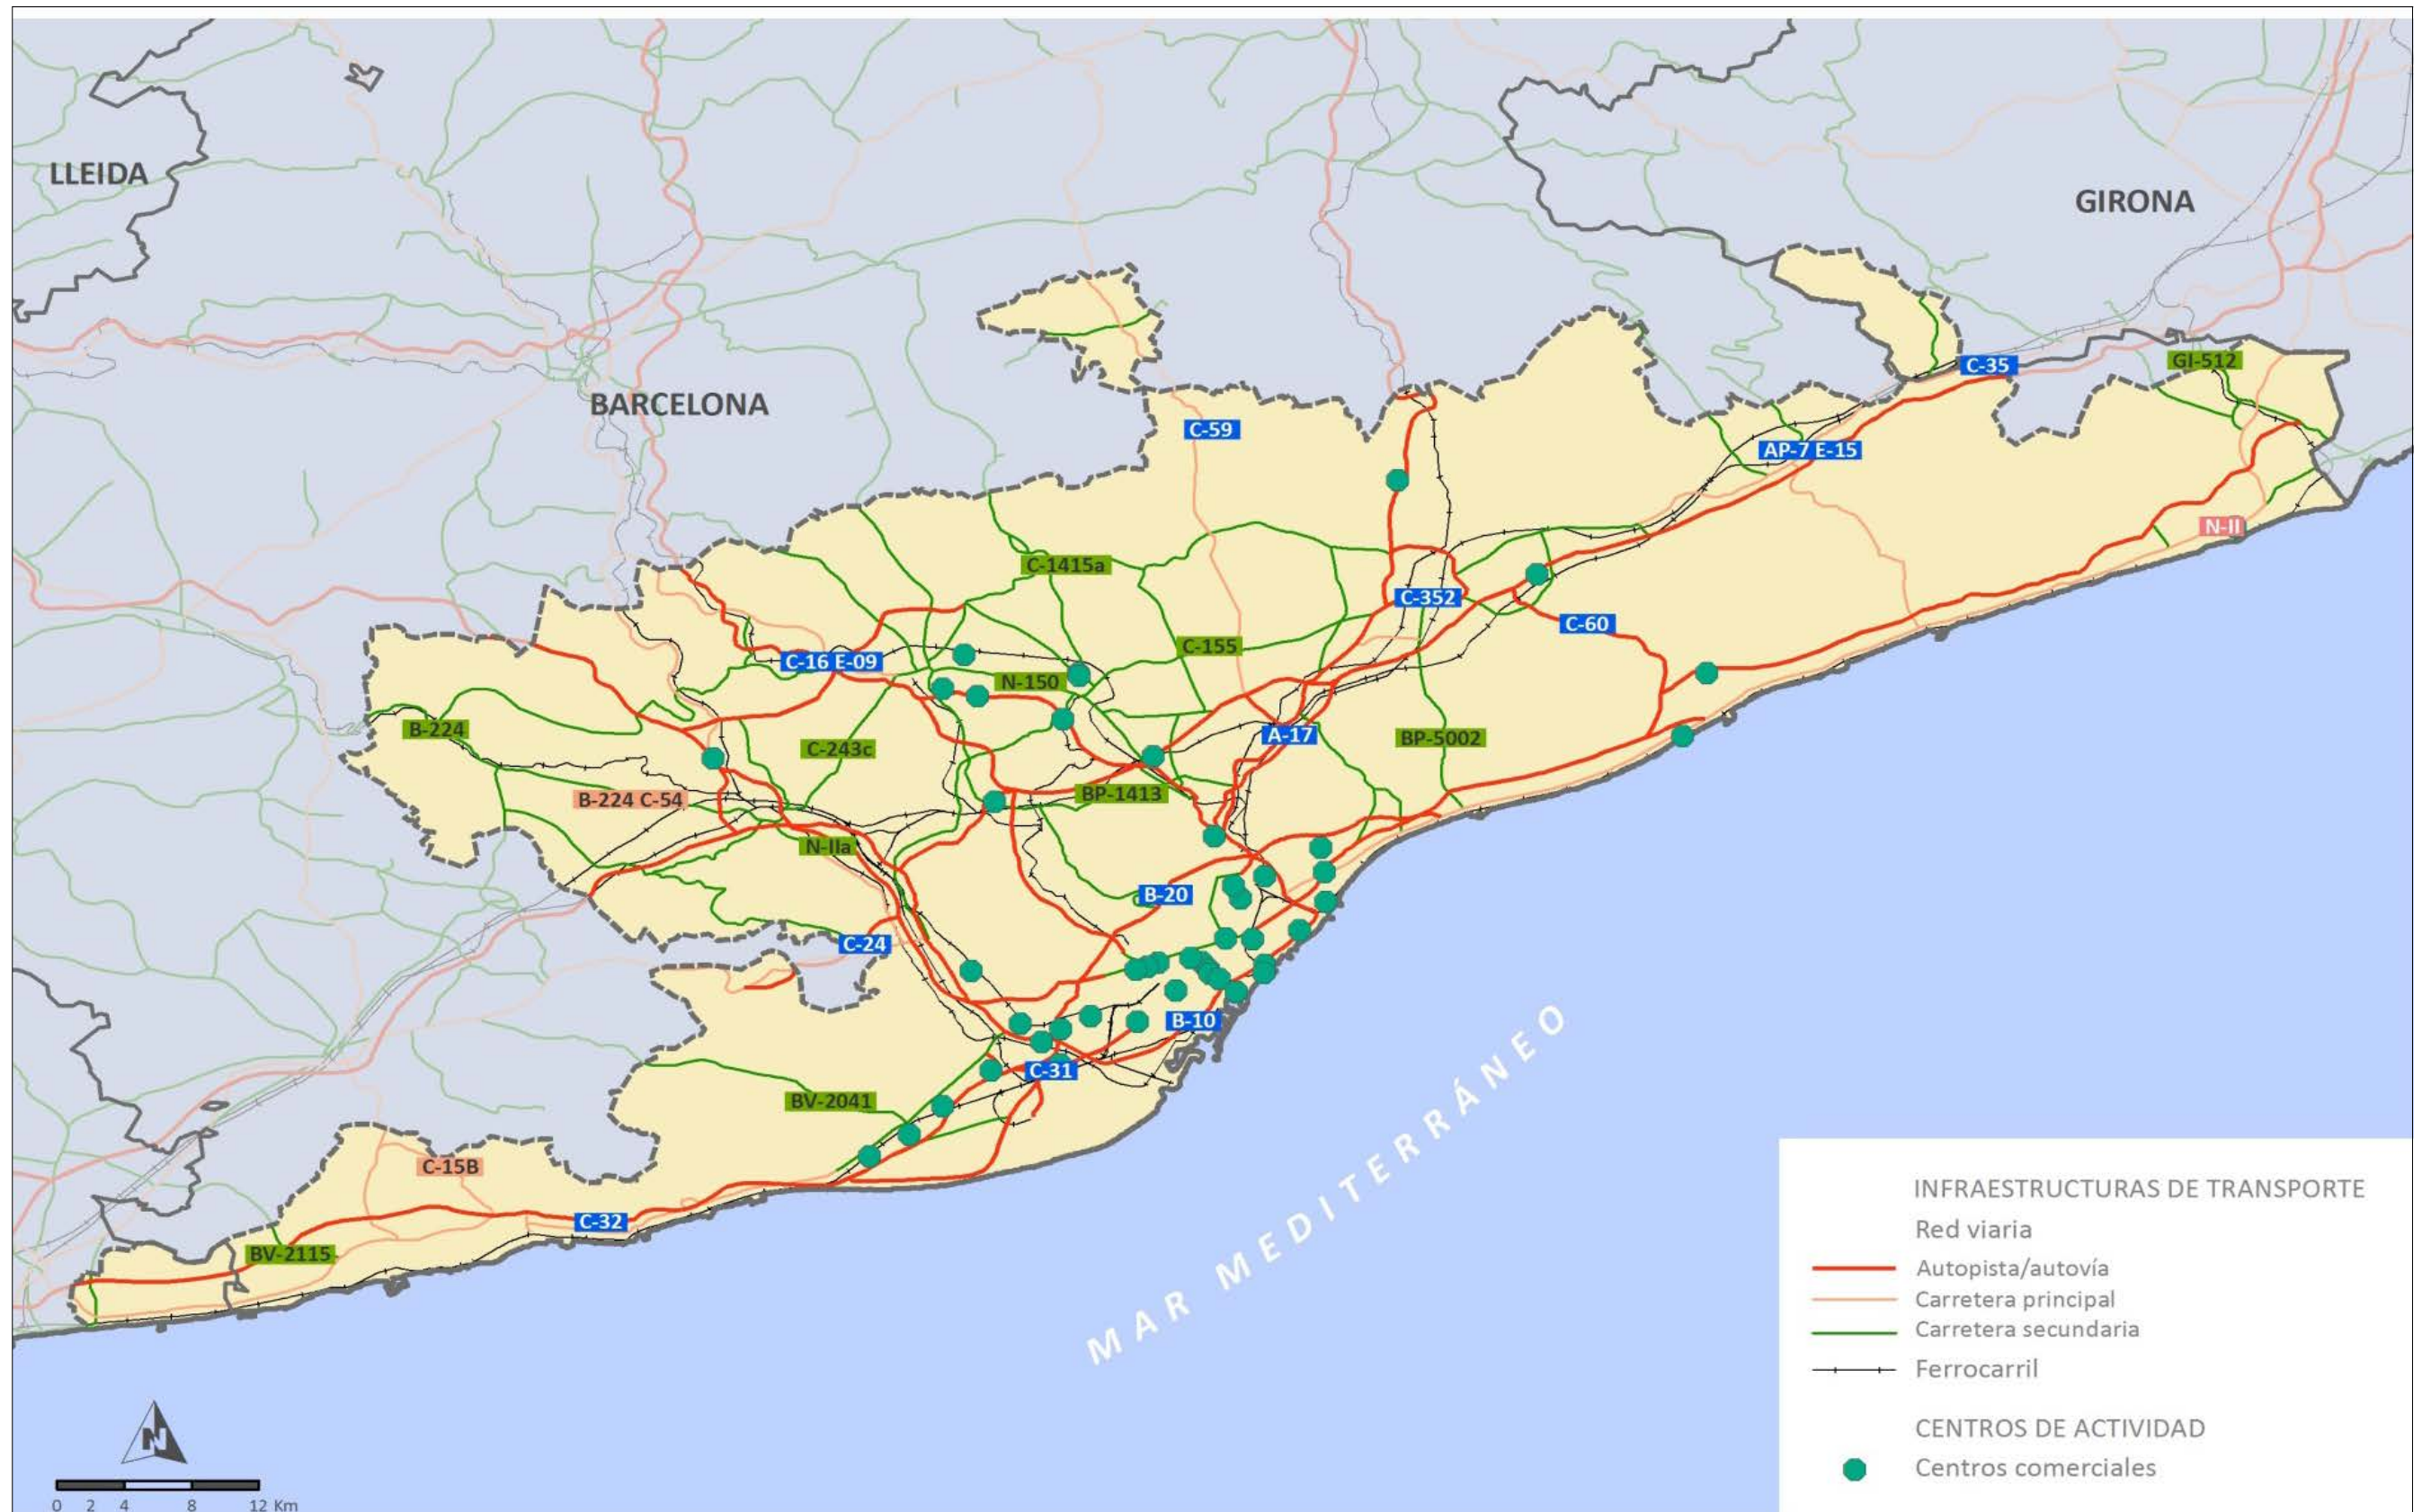 LLEIDA
GIRONA
C-35
GI-512
BARCELONA
C-59
AP-7 E-15
N-II
C-1415a
C-352
C-60
C-155
C-16 E-09
N-150
B-224
A-17
BP-5002
C-243c
B-224 C-54
BP-1413
N-IIa
B-20
C-24
B-10
C-31
BV-2041
C-15B
C-32
BV-2115
MAR MEDITERRÁNEO
INFRAESTRUCTURAS DE TRANSPORTE
Red viaria
Autopista/autovía
Carretera principal
Carretera secundaria
Ferrocarril
CENTROS DE ACTIVIDAD
Centros comerciales
N
0 2 4 8 12 Km